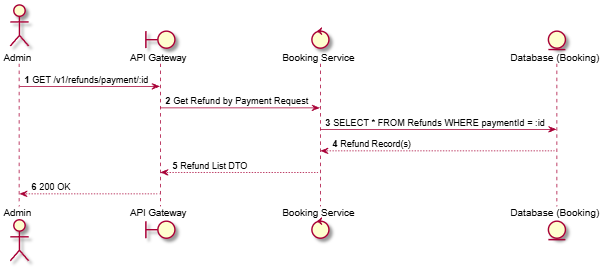 Admin
API Gateway
Booking Service
Database (Booking)
1 GET /v1/refunds/payment/:id
2 Get Refund by Payment Request
3 SELECT * FROM Refunds WHERE paymentId = :id
4 Refund Record(s)
5 Refund List DTO
6 200 OK
Admin
API Gateway
Booking Service
Database (Booking)